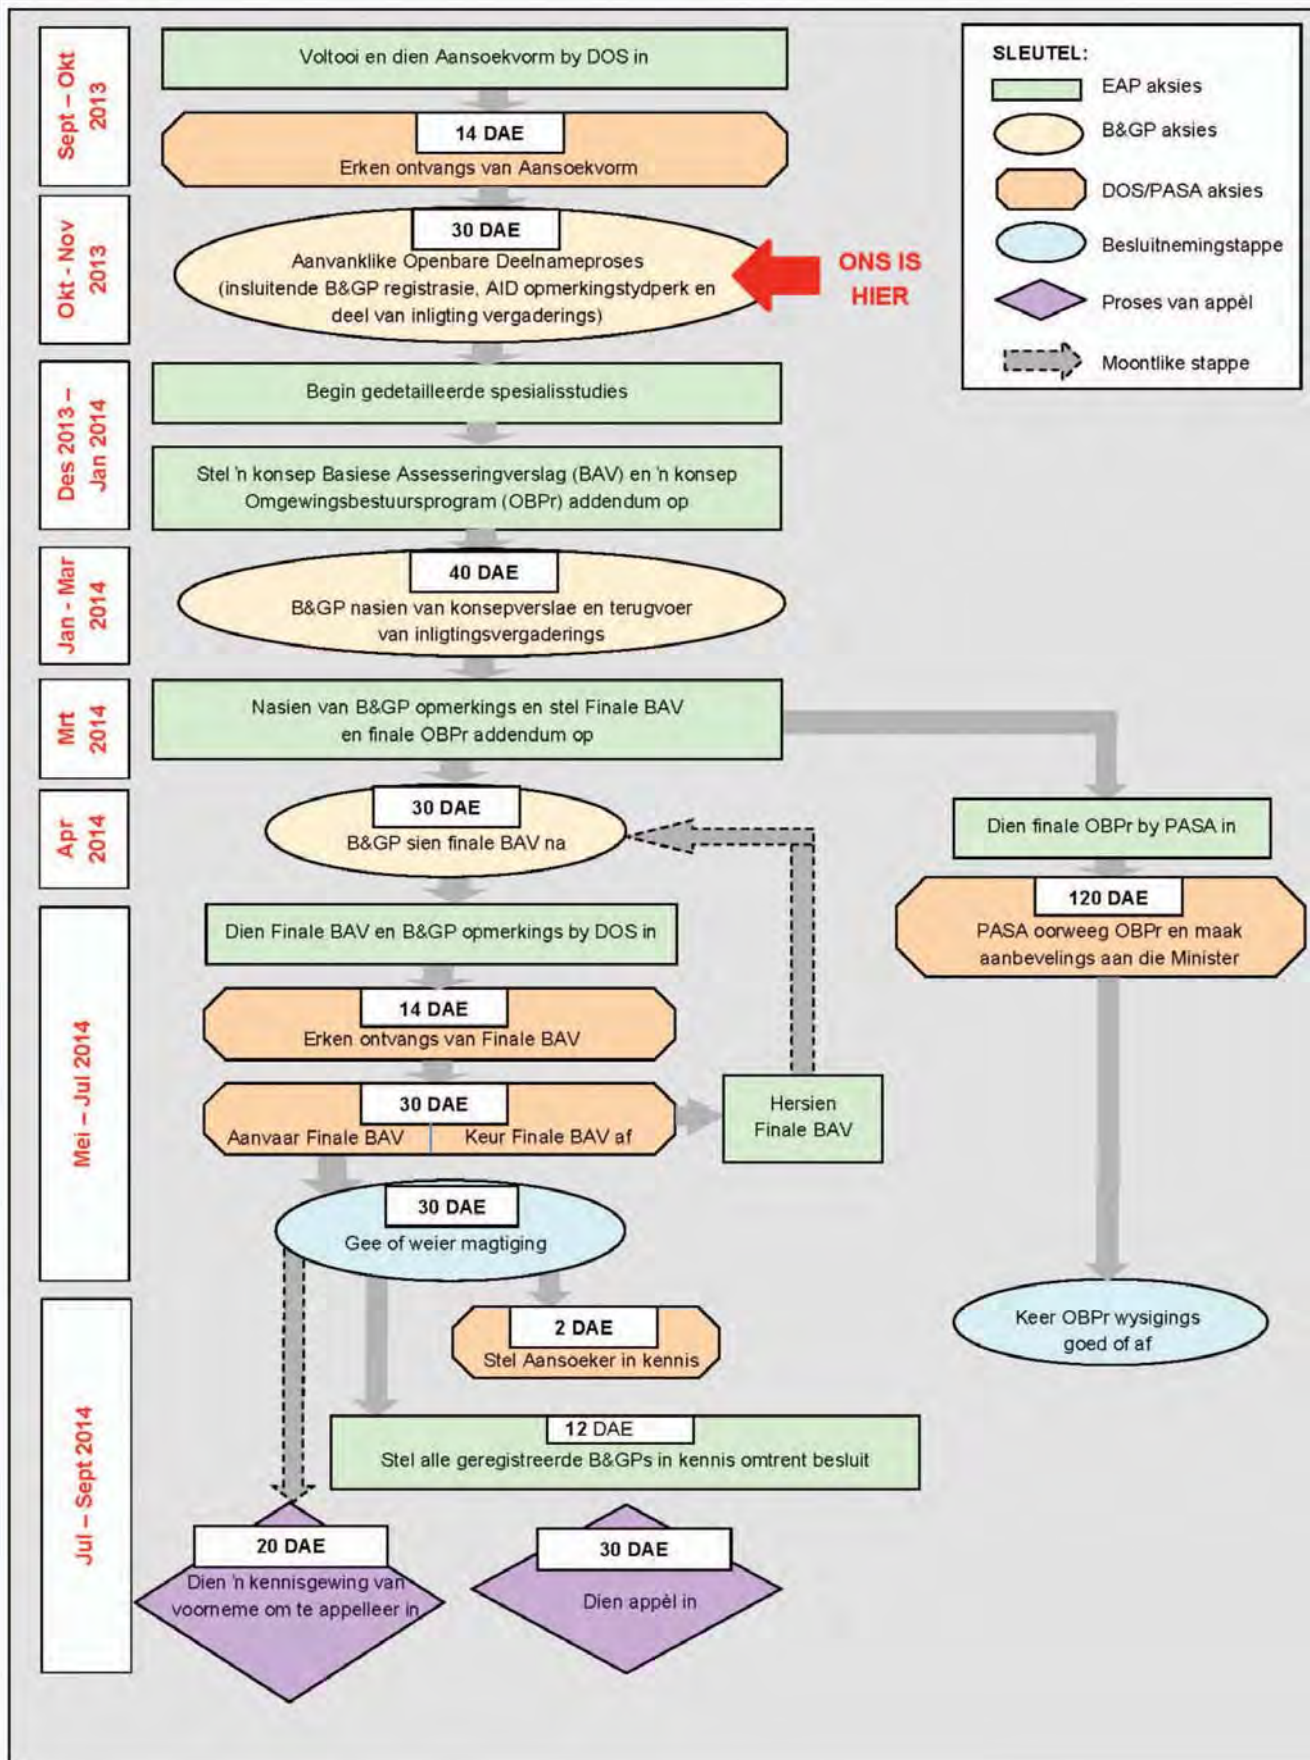 Sept – Okt
2013
Voltooi en dien Aansoekvorm by DOS in
14 DAE
Erken ontvangs van Aansoekvorm
SLEUTEL:
EAP aksies
B&GP aksies
DOS/PASA aksies
Besluitnemingstappe
Proses van appèl
Moontlike stappe
Okt - Nov
2013
30 DAE
Aanvanklike Openbare Deelnameproses
(insluitende B&GP registrasie, AID opmerkingstydperk en
deel van inligting vergaderings)
ONS IS
HIER
Des 2013 –
Jan 2014
Begin gedetailleerde spesialisstudies
Stel 'n konsep Basiese Assesseringverslag (BAV) en 'n konsep
Omgewingsbestuursprogram (OBPr) addendum op
Jan - Mar
2014
40 DAE
B&GP nasien van konsepverslae en terugvoer
van inligtingsvergaderings
Mrt
2014
Nasien van B&GP opmerkings en stel Finale BAV
en finale OBPr addendum op
Apr
2014
30 DAE
B&GP sien finale BAV na
Dien finale OBPr by PASA in
120 DAE
PASA oorweeg OBPr en maak
aanbevelings aan die Minister
Mei – Jul 2014
Dien Finale BAV en B&GP opmerkings by DOS in
14 DAE
Erken ontvangs van Finale BAV
30 DAE
Aanvaar Finale BAV
Keur Finale BAV af
Hersien
Finale BAV
30 DAE
Gee of weier magtiging
Keer OBPr wysigings
goed of af
Jul – Sept 2014
2 DAE
Stel Aansoeker in kennis
12 DAE
Stel alle geregistreerde B&GPs in kennis omtrent besluit
20 DAE
Dien 'n kennisgewing van
voorneme om te appelleer in
30 DAE
Dien appèl in